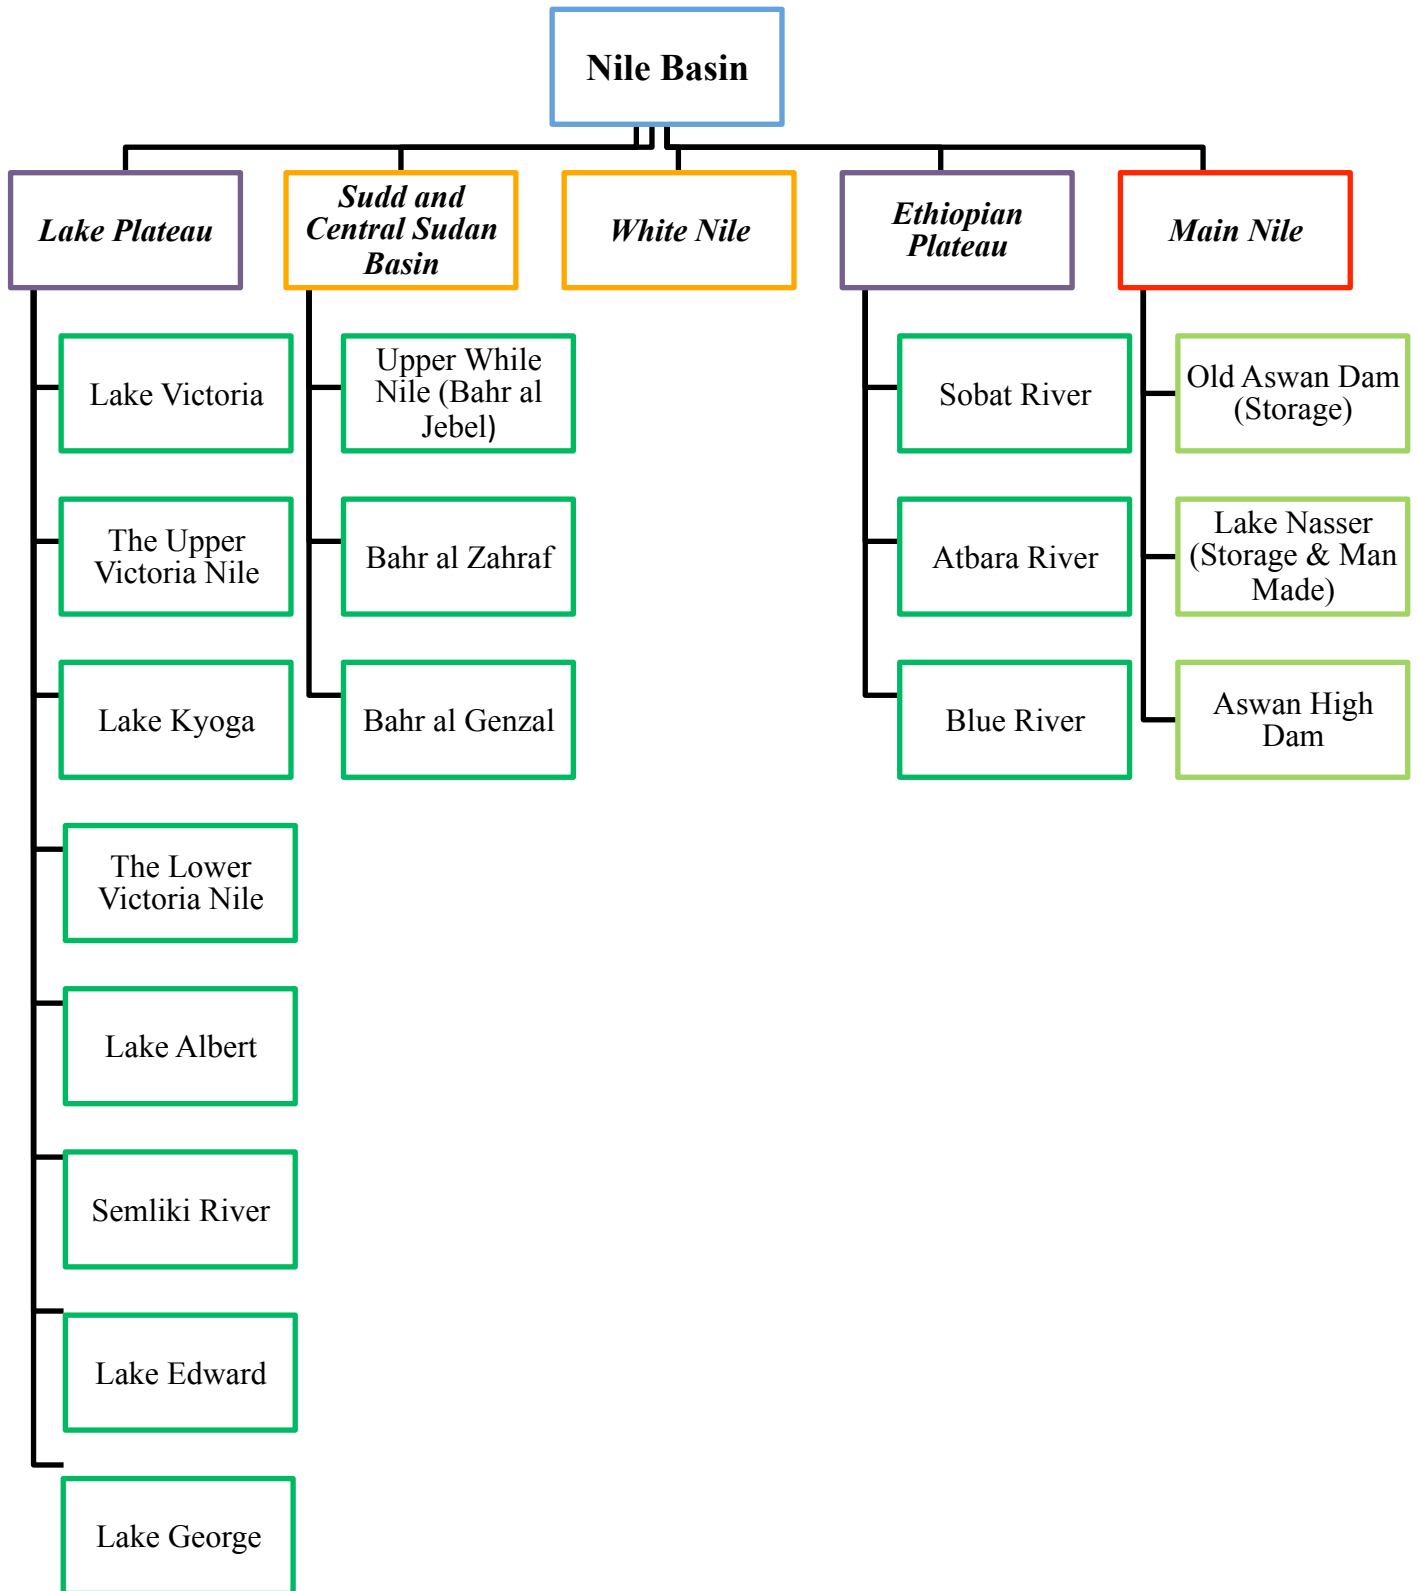 Nile Basin
Lake Plateau
Sudd and
Central Sudan
Basin
White Nile
Ethiopian
Plateau
Main Nile
Lake Victoria
The Upper
Victoria Nile
Lake Kyoga
The Lower
Victoria Nile
Lake Albert
Semliki River
Lake Edward
Lake George
Upper While
Nile (Bahr al
Jebel)
Bahr al Zahraf
Bahr al Genzal
Sobat River
Atbara River
Blue River
Old Aswan Dam
(Storage)
Lake Nasser
(Storage & Man
Made)
Aswan High
Dam